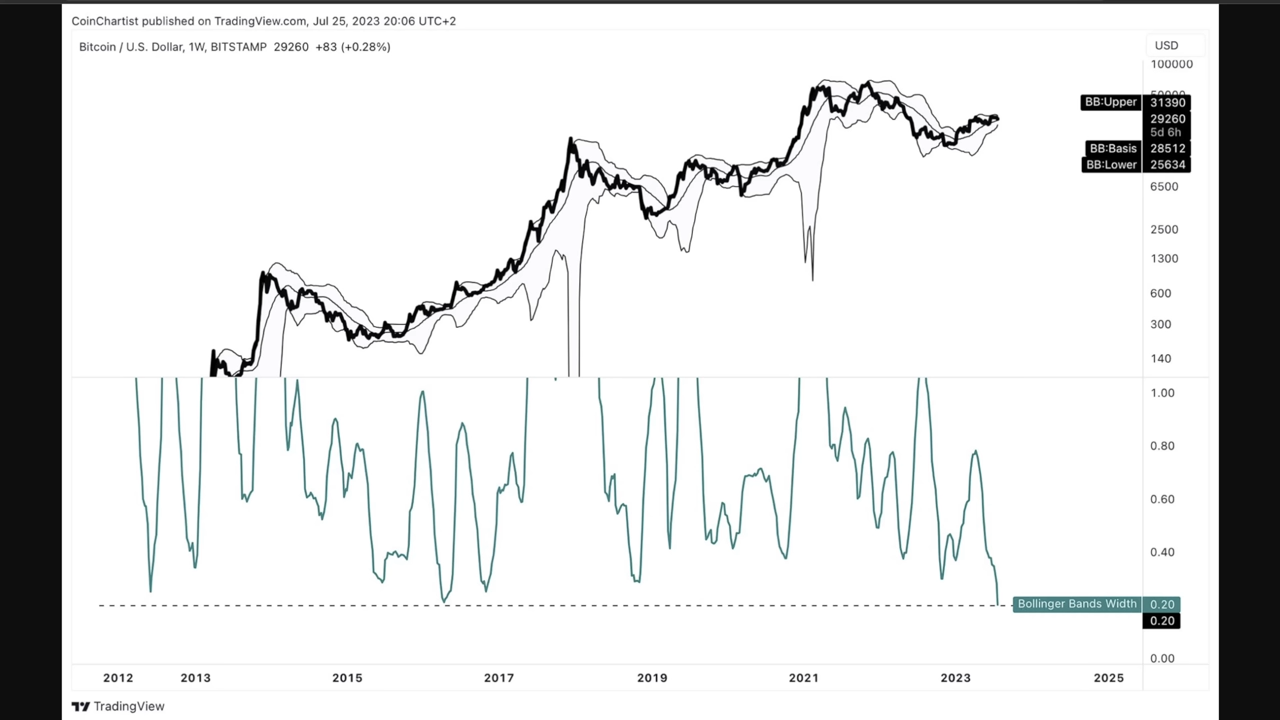 CoinChartist published on TradingView.com, Jul 25, 2023 20:06 UTC+2
Bitcoin / U.S. Dollar, 1W, BITSTAMP 29260 +83 (+0.28%)
USD
100000
50000
BB:Upper 31390
29260
5d 6h
BB:Basis 28512
BB:Lower 25634
6500
2500
1300
600
300
140
1.00
0.80
0.60
0.40
Bollinger Bands Width 0.20
0.20
0.00
2012 2013 2015 2017 2019 2021 2023 2025
TradingView